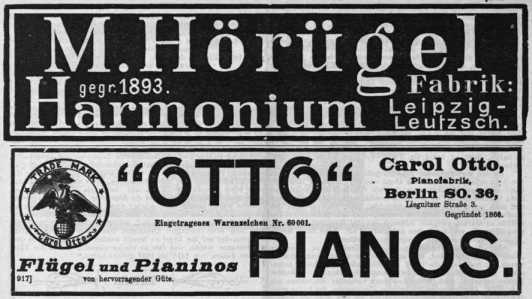 M. Hörügel
gegr. 1893.
Fabrik:
Harmonium
Leipzig-
Leutzsch.
TRADE MARK
Carol Otto
"OTTO"
Carol Otto,
Pianofabrik,
Berlin SO. 36,
Liegnitzer Straße 3.
Gegründet 1866.
Eingetragenes Warenzeichen Nr. 60001.
PIANOS.
Flügel und Pianinos
917]
von hervorragender Güte.